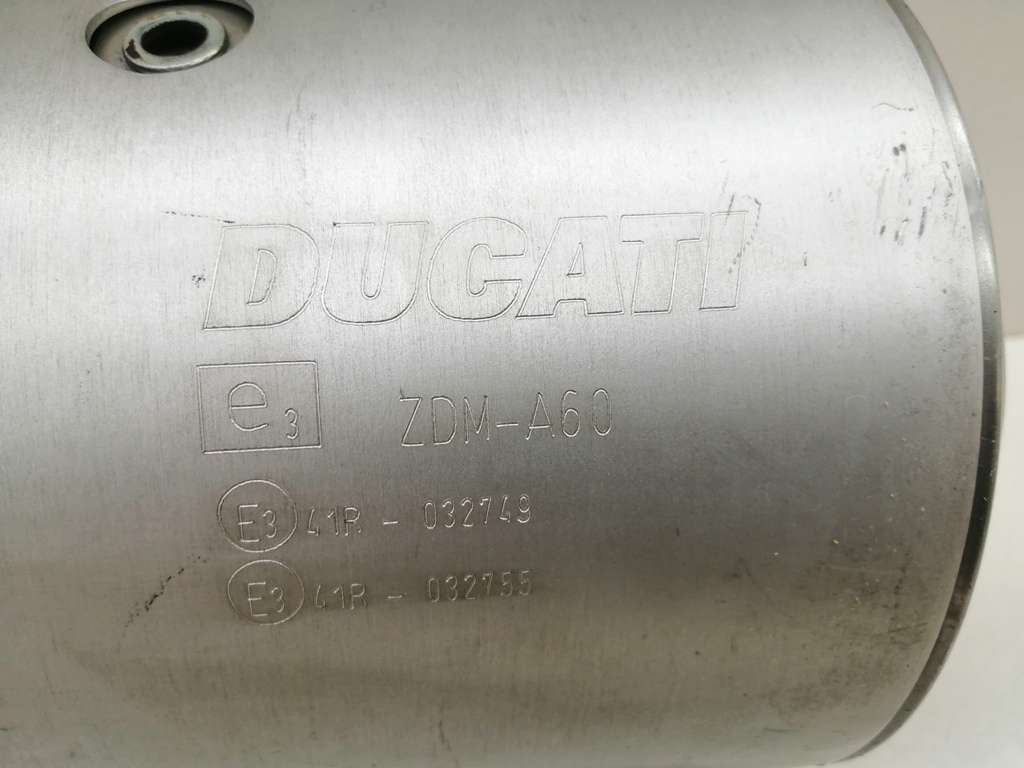 DUCATI
e3 ZDM-A60
E3 41R - 032749
E3 41R - 032755